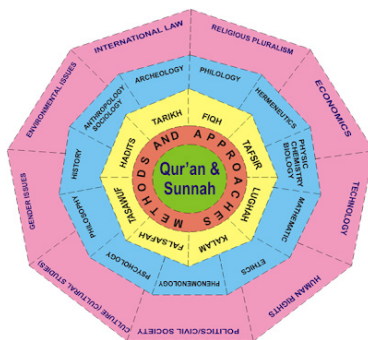 INTERNATIONAL LAW
RELIGIOUS PLURALISM
ECONOMICS
TECHNOLOGY
HUMAN RIGHTS
POLITICS/CIVIL SOCIETY
CULTURE (CULTURAL STUDIES)
GENDER ISSUES
ENVIRONMENTAL ISSUES
ARCHEOLOGY
PHILOLOGY
HERMENEUTICS
PHYSIC
CHEMISTRY
BIOLOGY
MATHEMATIC
ETHICS
PHENOMENOLOGY
PSYCHOLOGY
PHILOSOPHY
HISTORY
ANTHROPOLOGY
SOCIOLOGY
TARIKH
FIQH
TAFSIR
LUGHAH
KALAM
FALSAFAH
TASAWUF
HADITS
METHODS AND APPROACHES
Qur'an &
Sunnah